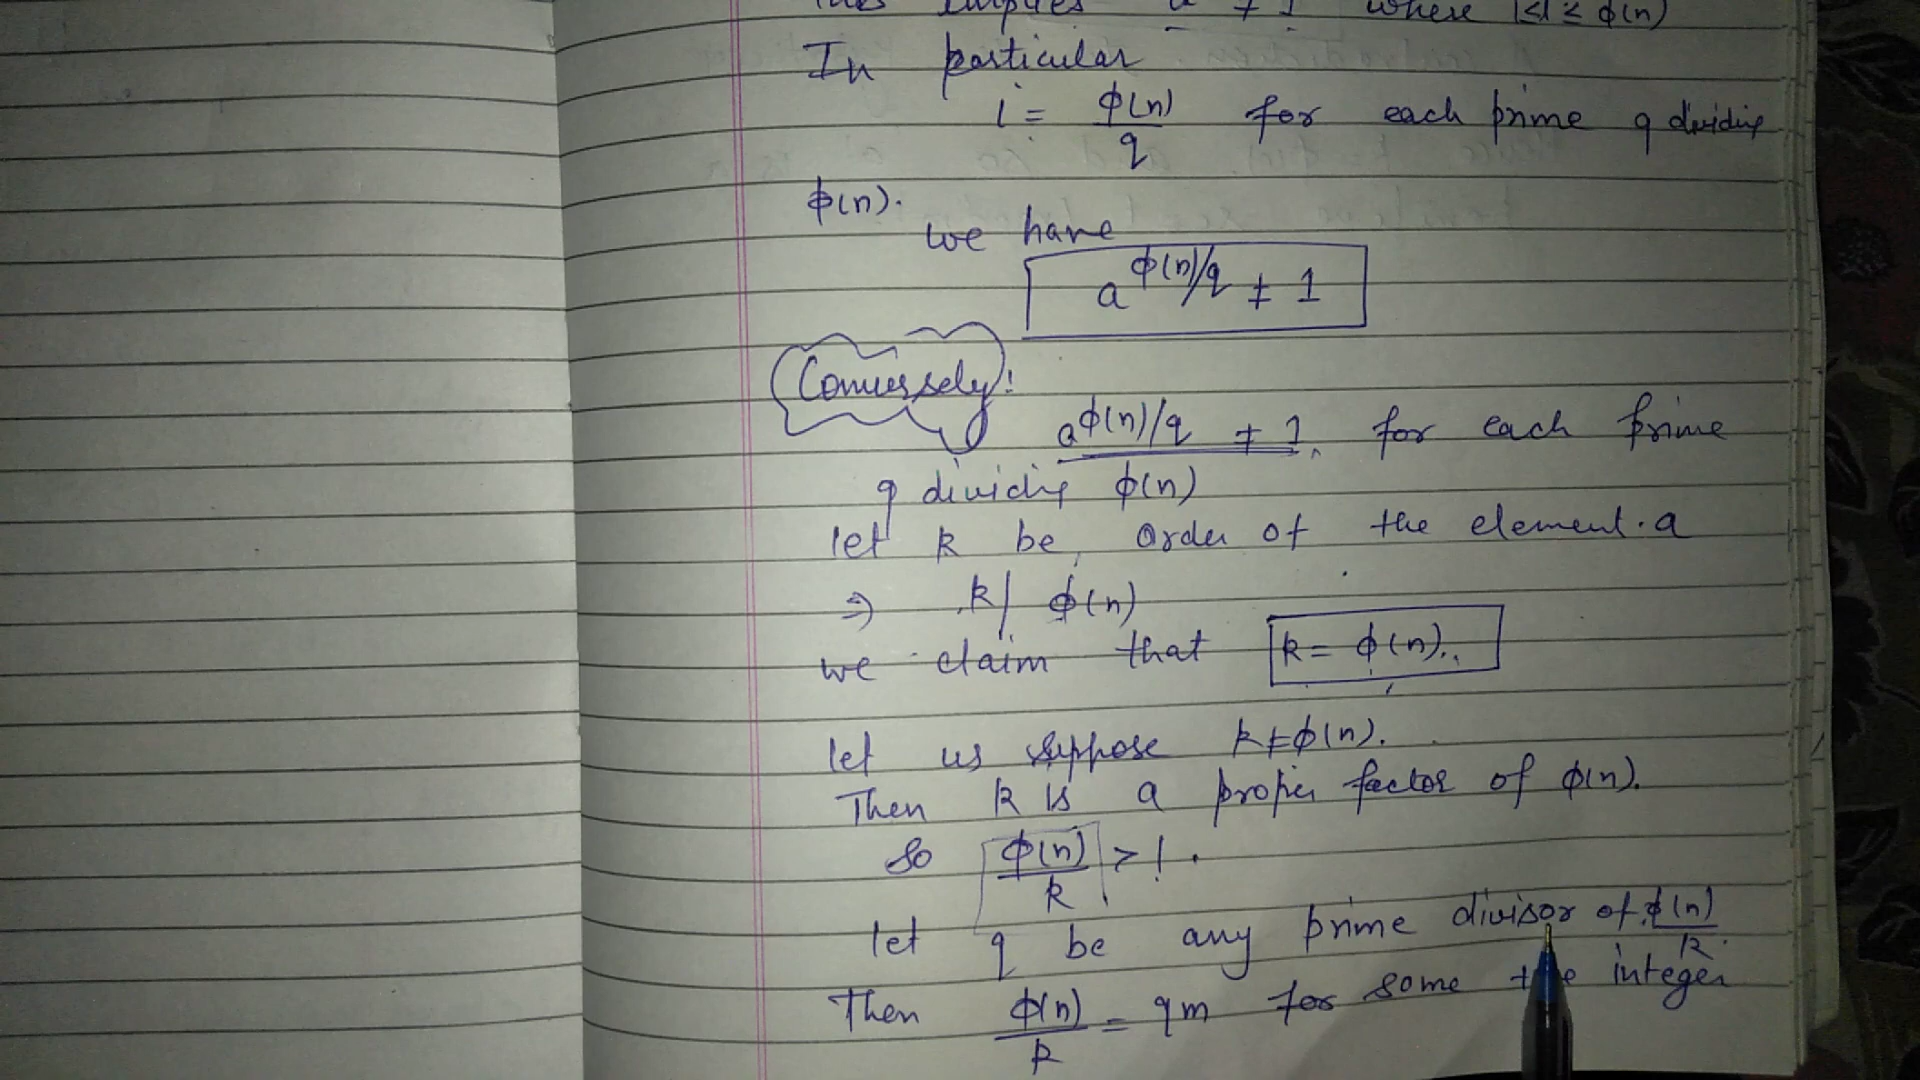 implies a ≠ 1 where 1≤i≤ φ(n)
In particular
i = φ(n)/q for each prime q dividing
φ(n).
we have
a^φ(n)/q ≠ 1
Conversely!
a^φ(n)/q ≠ 1, for each prime
q dividing φ(n)
let k be order of the element a
⇒ k| φ(n)
we claim that k = φ(n).
let us suppose k≠φ(n).
Then k is a proper factor of φ(n).
So φ(n)/k > 1.
let q be any prime divisor of φ(n)/k.
Then φ(n)/k = qm for some integer